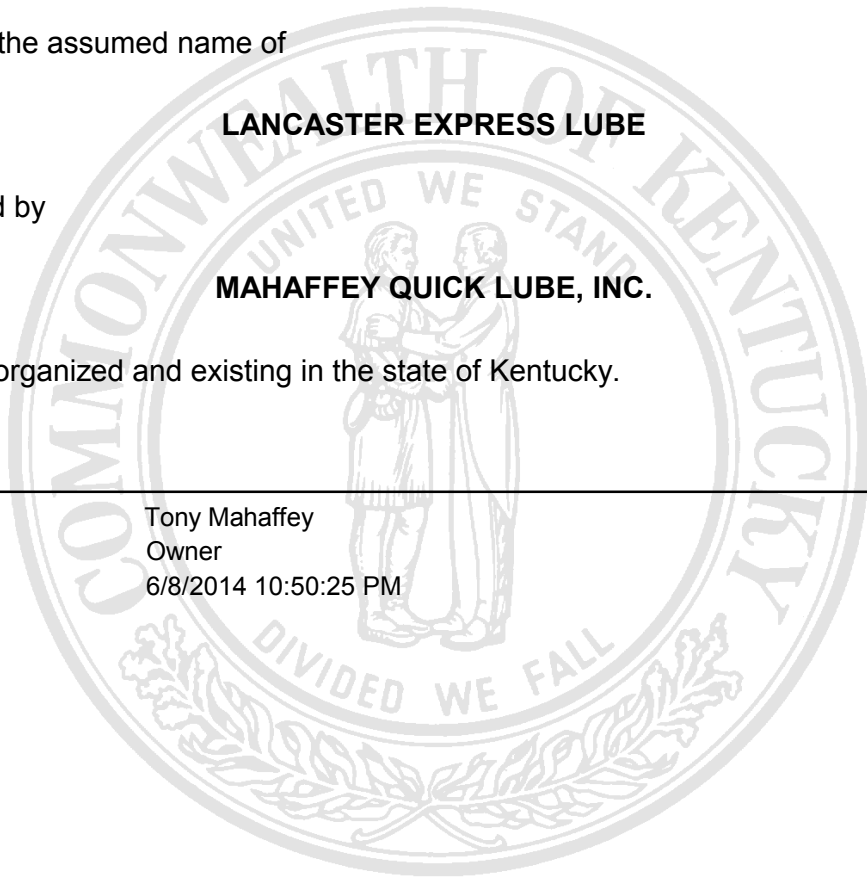 the assumed name of
LANCASTER EXPRESS LUBE
d by
MAHAFFEY QUICK LUBE, INC.
organized and existing in the state of Kentucky.
Tony Mahaffey
Owner
6/8/2014 10:50:25 PM
COMMONWEALTH OF KENTUCKY
UNITED WE STAND
DIVIDED WE FALL